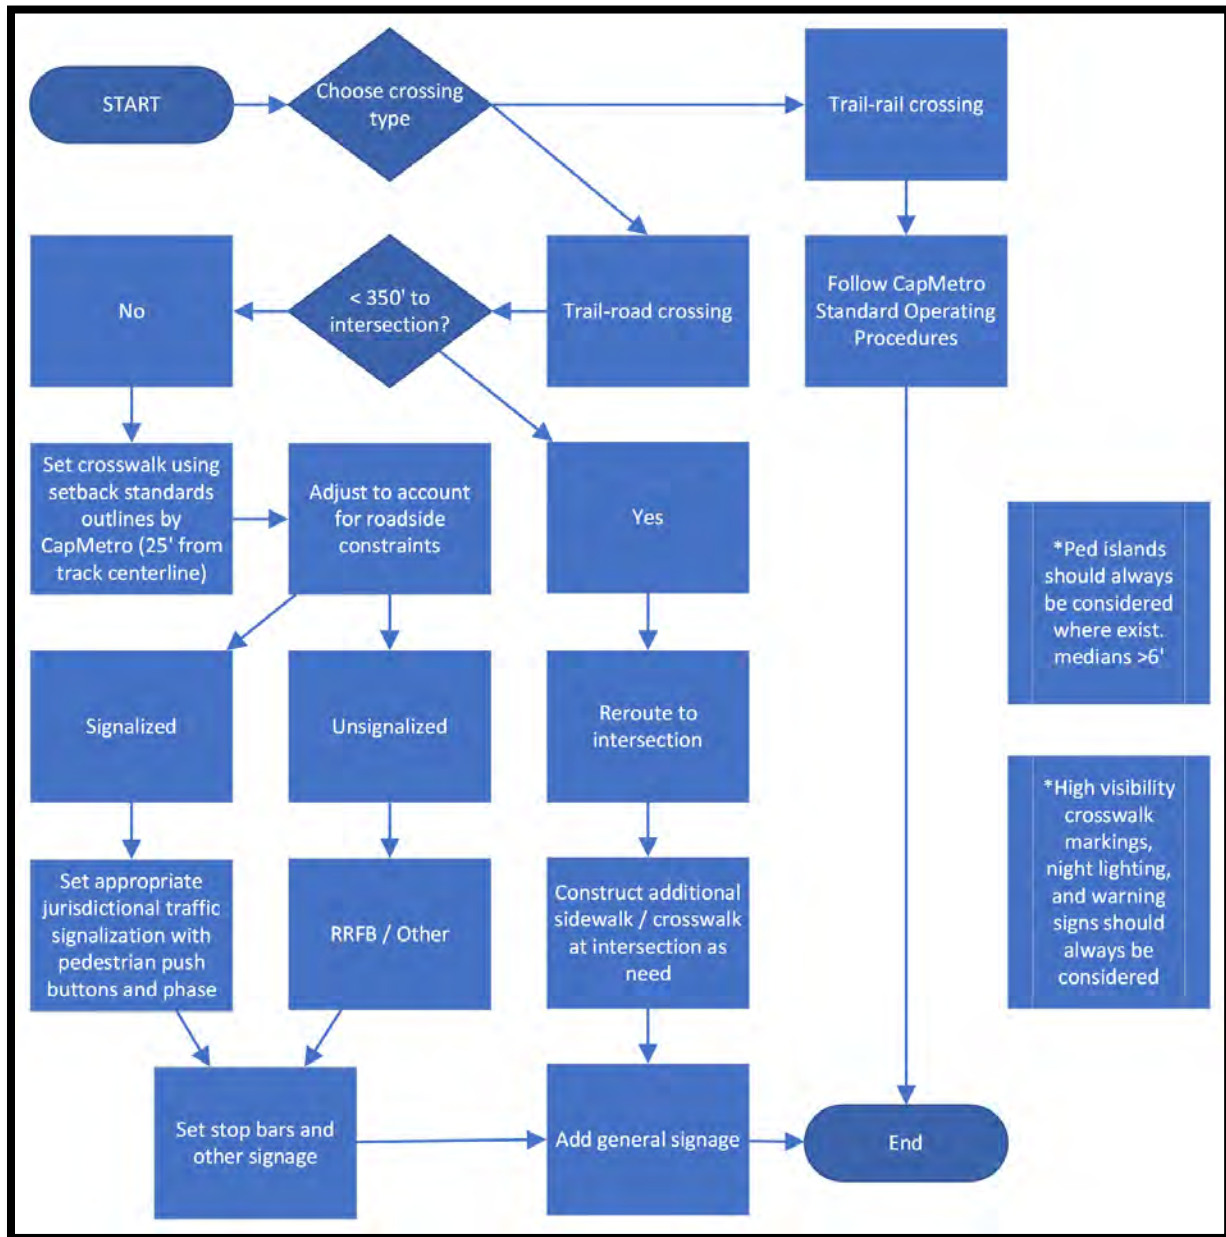 START
Choose crossing
type
Trail-rail crossing
No
< 350' to
intersection?
Trail-road crossing
Follow CapMetro
Standard Operating
Procedures
Set crosswalk using
setback standards
outlines by
CapMetro (25' from
track centerline)
Adjust to account
for roadside
constraints
Yes
*Ped islands
should always
be considered
where exist.
medians >6'
Signalized
Unsignalized
Reroute to
intersection
*High visibility
crosswalk
markings,
night lighting,
and warning
signs should
always be
considered
Set appropriate
jurisdictional traffic
signalization with
pedestrian push
buttons and phase
RRFB / Other
Construct additional
sidewalk / crosswalk
at intersection as
need
Set stop bars and
other signage
Add general signage
End